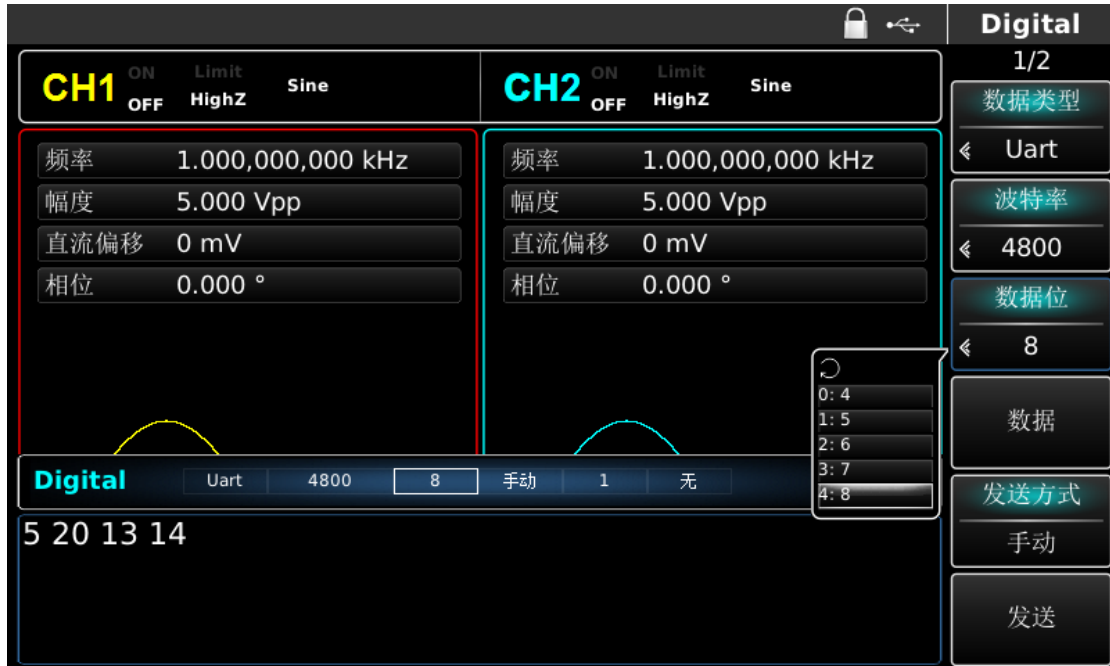 Digital
1/2
CH1 ON OFF Limit HighZ Sine
CH2 ON OFF Limit HighZ Sine
频率 1.000,000,000 kHz
幅度 5.000 Vpp
直流偏移 0 mV
相位 0.000 °
频率 1.000,000,000 kHz
幅度 5.000 Vpp
直流偏移 0 mV
相位 0.000 °
0: 4
1: 5
2: 6
3: 7
4: 8
Digital Uart 4800 8 手动 1 无
5 20 13 14
数据类型
Uart
波特率
4800
数据位
8
数据
发送方式
手动
发送